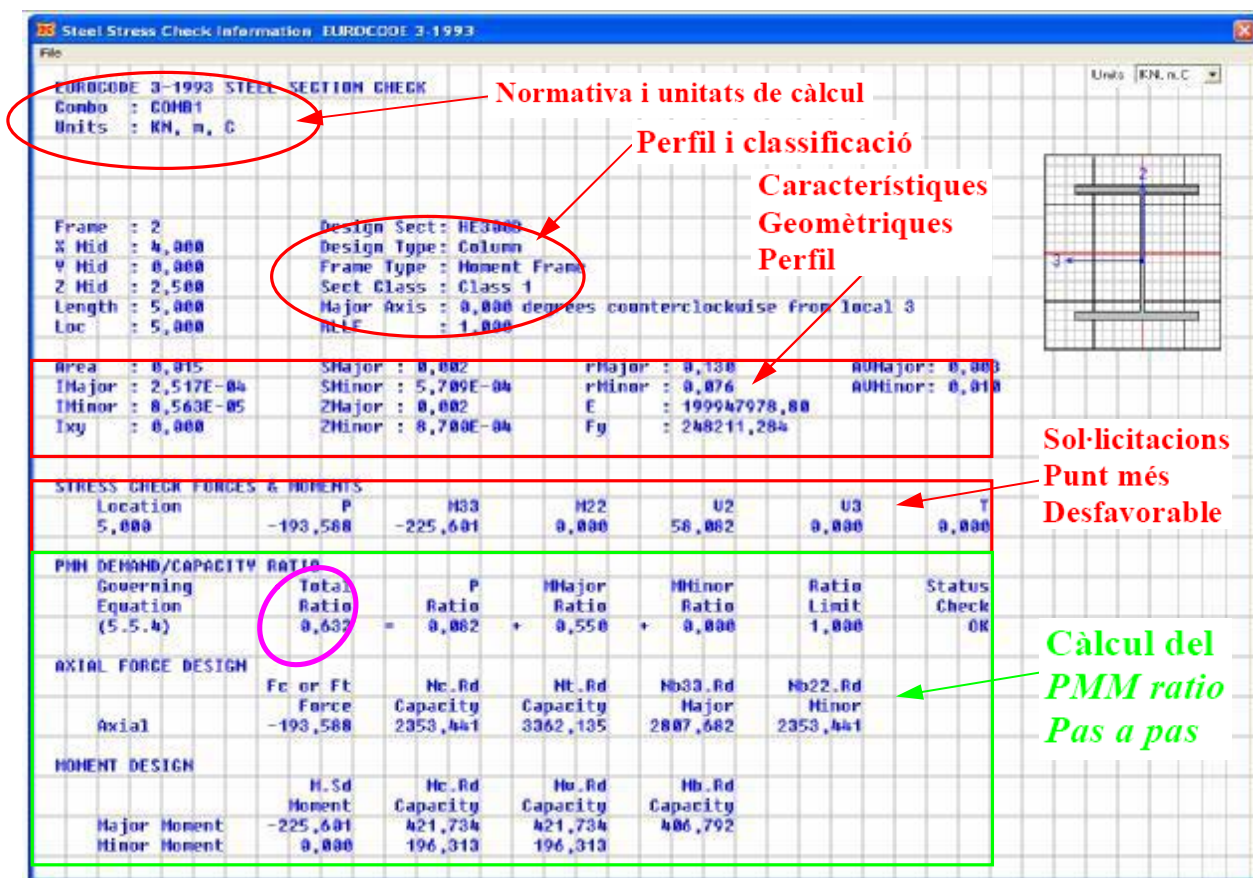 Steel Stress Check Information EUROCODE 3-1993
File
Units KN, m, C
EUROCODE 3-1993 STEEL SECTION CHECK
Combo : COMB1
Units : KN, m, C
Normativa i unitats de càlcul
Perfil i classificació
Característiques
Geomètriques
Perfil
2
3
Frame : 2 Design Sect: HE300B
X Mid : 4,000 Design Type: Column
Y Mid : 0,000 Frame Type : Moment Frame
Z Mid : 2,500 Sect Class : Class 1
Length : 5,000 Major Axis : 0,000 degrees counterclockwise from local 3
Loc : 5,000 RLLF : 1,000
Area : 0,015 SMajor : 0,002 rMajor : 0,130 AVMajor: 0,003
IMajor : 2,517E-04 SMinor : 5,709E-04 rMinor : 0,076 AVMinor: 0,010
IMinor : 8,563E-05 ZMajor : 0,002 E : 199947978,80
Ixy : 0,000 ZMinor : 8,700E-04 Fy : 248211,284
Sol·licitacions
Punt més
Desfavorable
STRESS CHECK FORCES & MOMENTS
Location P M33 M22 V2 V3 T
5,000 -193,588 -225,601 0,000 58,082 0,000 0,000
PMM DEMAND/CAPACITY RATIO
Governing Total P MMajor MMinor Ratio Status
Equation Ratio Ratio Ratio Ratio Limit Check
(5.5.4) 0,632 = 0,082 + 0,550 + 0,000 1,000 OK
Càlcul del
PMM ratio
Pas a pas
AXIAL FORCE DESIGN
Fc or Ft Nc.Rd Nt.Rd Nb33.Rd Nb22.Rd
Force Capacity Capacity Major Minor
Axial -193,588 2353,441 3362,135 2807,682 2353,441
MOMENT DESIGN
M.Sd Mc.Rd Mv.Rd Mb.Rd
Moment Capacity Capacity Capacity
Major Moment -225,601 421,734 421,734 406,792
Minor Moment 0,000 196,313 196,313